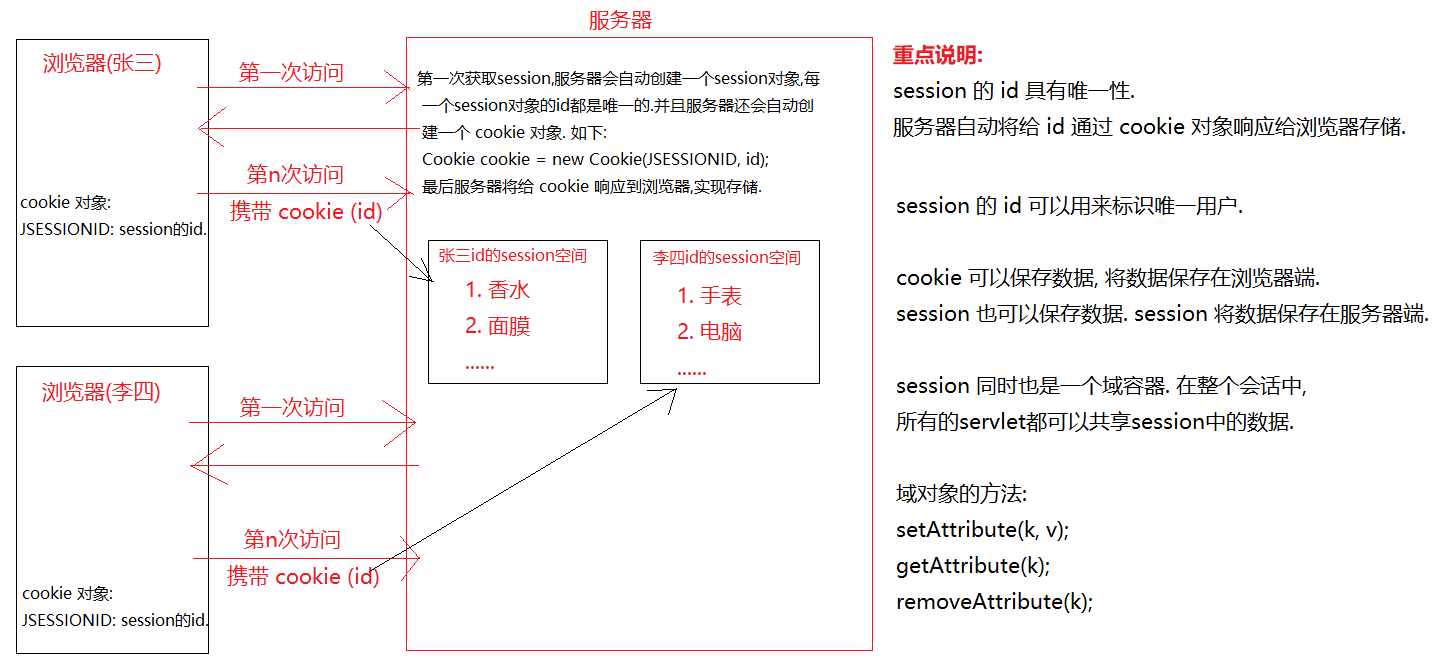 服务器
浏览器(张三)
第一次访问
第n次访问
携带 cookie (id)
cookie 对象:
JSESSIONID: session的id.
第一次获取session,服务器会自动创建一个session对象,每
一个session对象的id都是唯一的.并且服务器还会自动创
建一个 cookie 对象. 如下:
Cookie cookie = new Cookie(JSESSIONID, id);
最后服务器将给 cookie 响应到浏览器,实现存储.
张三id的session空间
1. 香水
2. 面膜
......
李四id的session空间
1. 手表
2. 电脑
......
浏览器(李四)
第一次访问
第n次访问
携带 cookie (id)
cookie 对象:
JSESSIONID: session的id.
重点说明:
session 的 id 具有唯一性.
服务器自动将给 id 通过 cookie 对象响应给浏览器存储.
session 的 id 可以用来标识唯一用户.
cookie 可以保存数据, 将数据保存在浏览器端.
session 也可以保存数据. session 将数据保存在服务器端.
session 同时也是一个域容器. 在整个会话中,
所有的servlet都可以共享session中的数据.
域对象的方法:
setAttribute(k, v);
getAttribute(k);
removeAttribute(k);